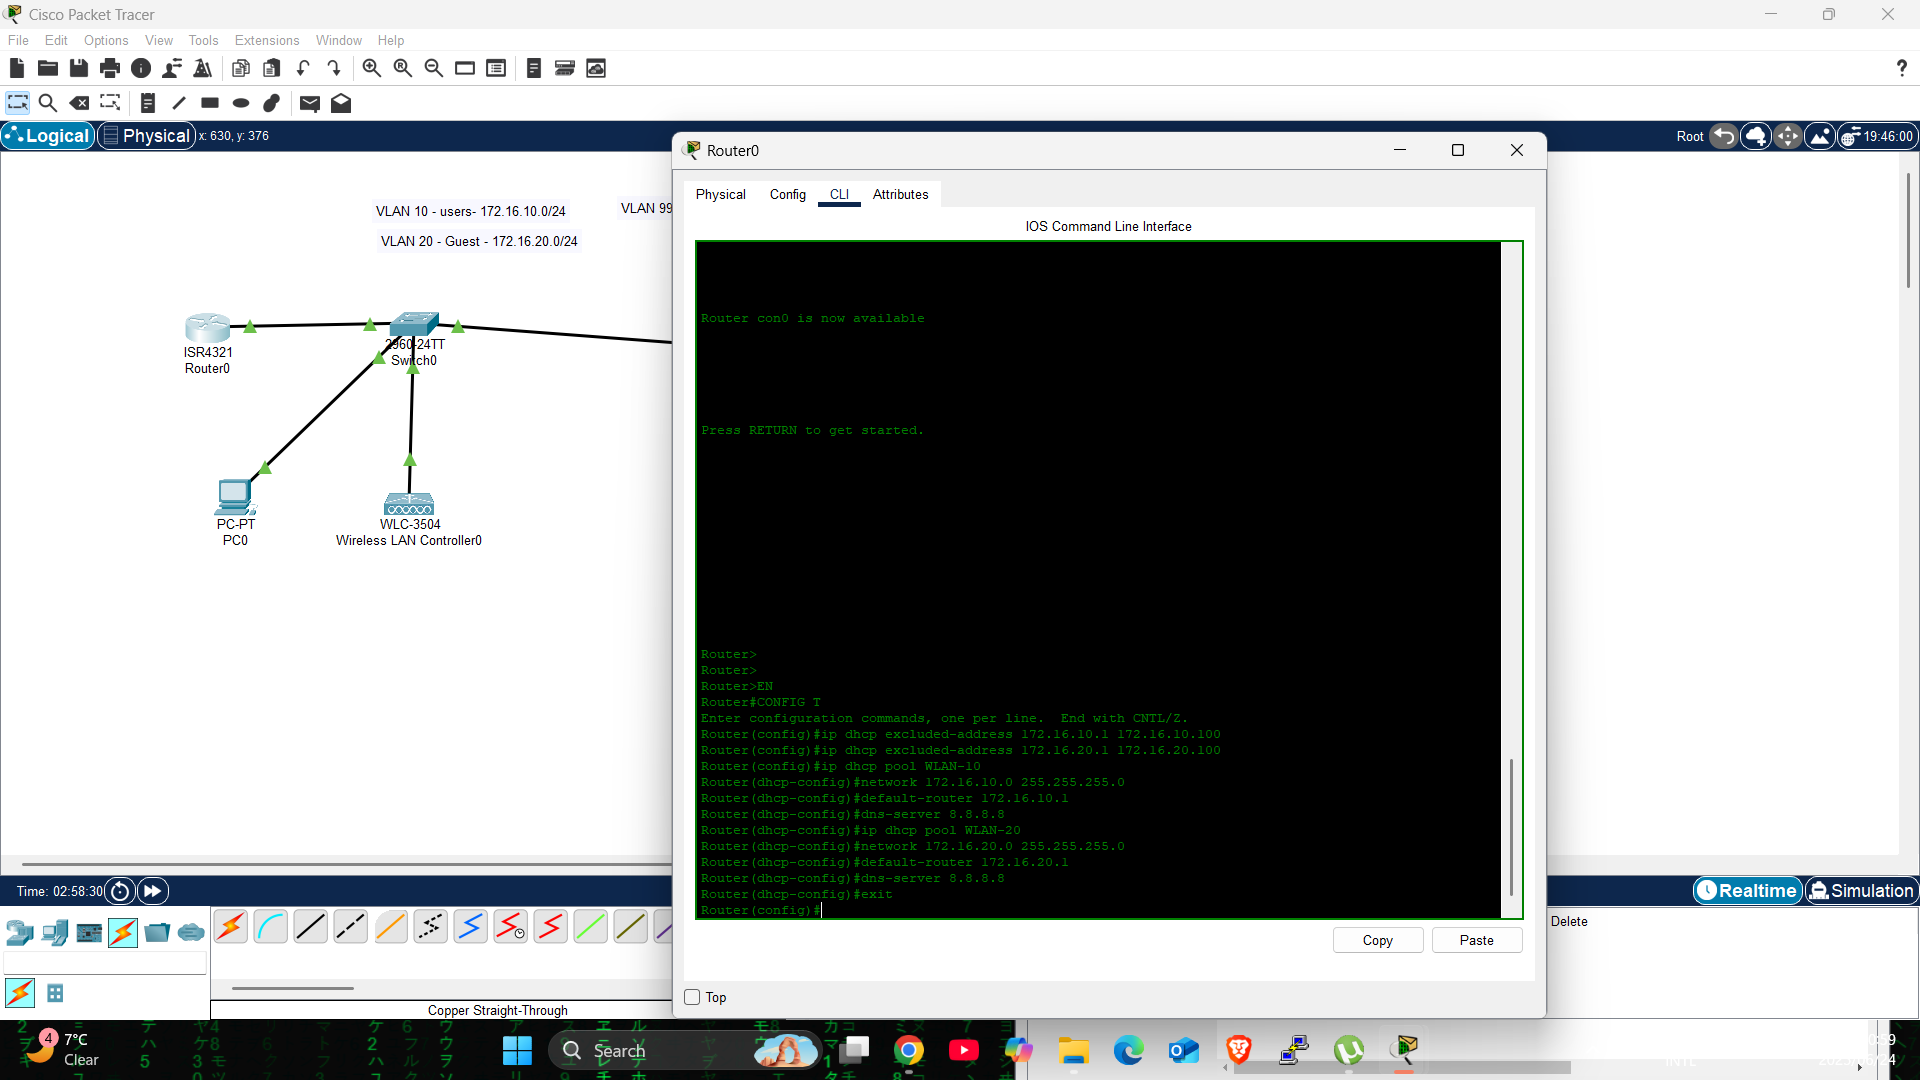 Cisco Packet Tracer
File Edit Options View Tools Extensions Window Help
Logical Physical x: 630, y: 376
Root 19:46:00
VLAN 10 - users- 172.16.10.0/24
VLAN 99
VLAN 20 - Guest - 172.16.20.0/24
ISR4321
Router0
2960-24TT
Switch0
PC-PT
PC0
WLC-3504
Wireless LAN Controller0
Router0
Physical Config CLI Attributes
IOS Command Line Interface
Router con0 is now available
Press RETURN to get started.
Router>
Router>
Router>EN
Router#CONFIG T
Enter configuration commands, one per line. End with CNTL/Z.
Router(config)#ip dhcp excluded-address 172.16.10.1 172.16.10.100
Router(config)#ip dhcp excluded-address 172.16.20.1 172.16.20.100
Router(config)#ip dhcp pool WLAN-10
Router(dhcp-config)#network 172.16.10.0 255.255.255.0
Router(dhcp-config)#default-router 172.16.10.1
Router(dhcp-config)#dns-server 8.8.8.8
Router(dhcp-config)#ip dhcp pool WLAN-20
Router(dhcp-config)#network 172.16.20.0 255.255.255.0
Router(dhcp-config)#default-router 172.16.20.1
Router(dhcp-config)#dns-server 8.8.8.8
Router(dhcp-config)#exit
Router(config)#
Copy Paste
Top
Time: 02:58:30
Realtime Simulation
Delete
Copper Straight-Through
4
7°C
Clear
Search